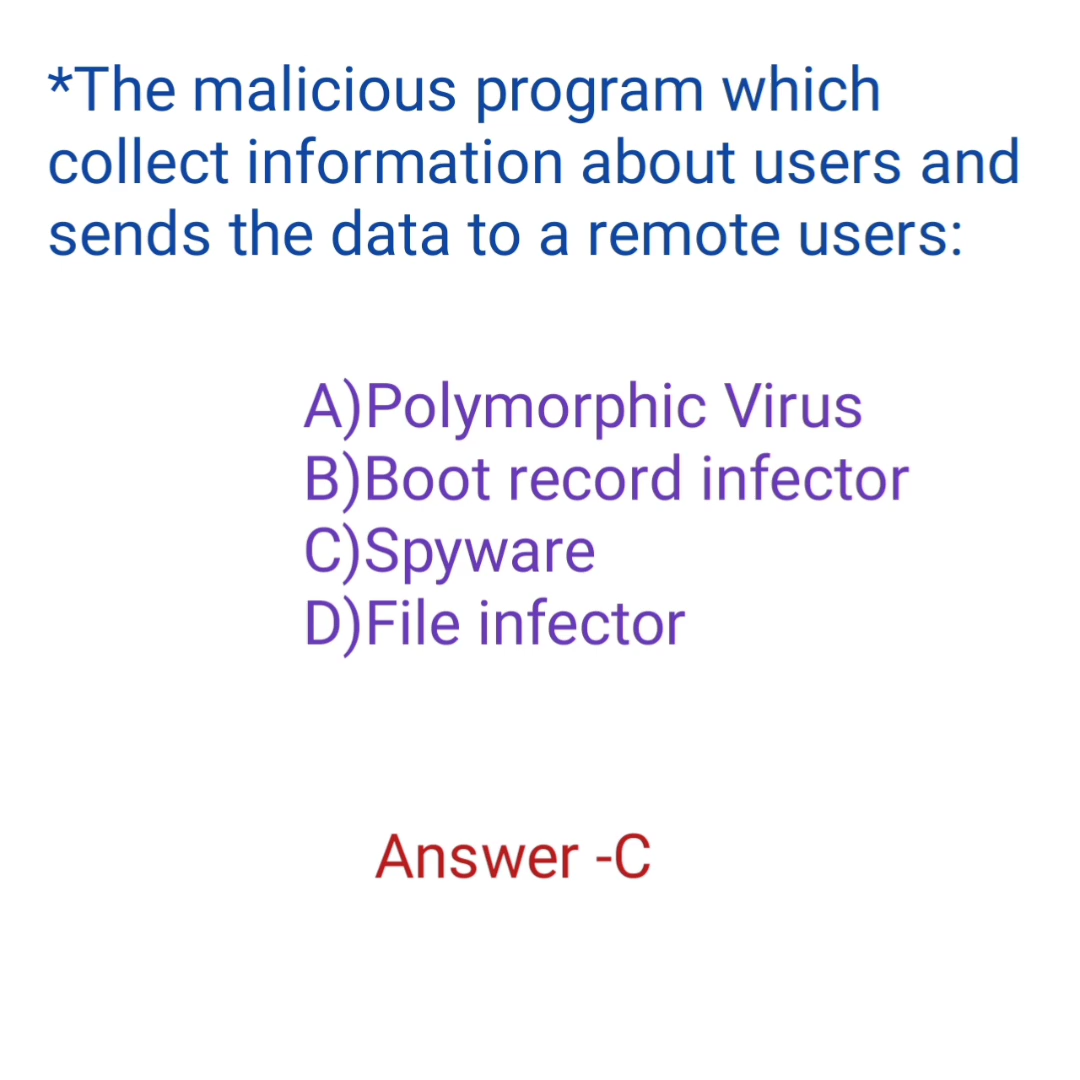 *The malicious program which
collect information about users and
sends the data to a remote users:
A)Polymorphic Virus
B)Boot record infector
C)Spyware
D)File infector
Answer -C